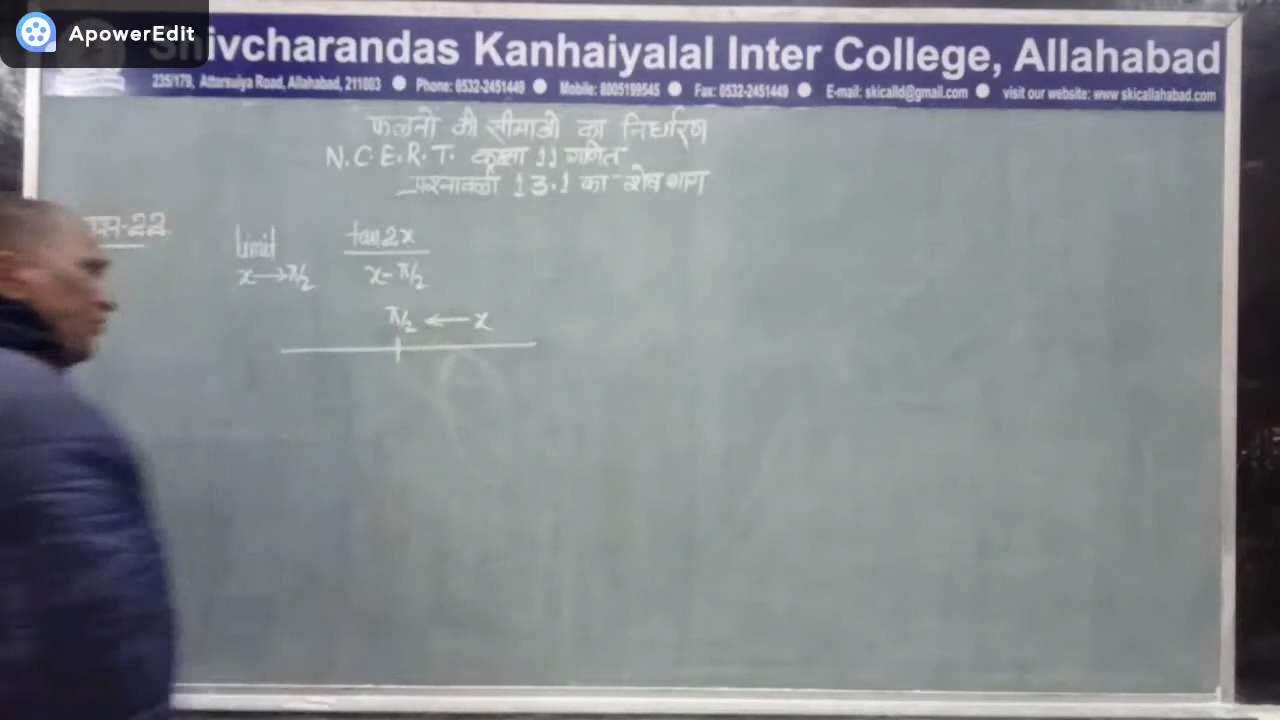 ApowerEdit
Shivcharandas Kanhaiyalal Inter College, Allahabad
235/179, Attarsuiya Road, Allahabad, 211003 ● Phone: 0532-2451449 ● Mobile: 8005199545 ● Fax: 0532-2451449 ● E-mail: skicalld@gmail.com ● visit our website: www.skicallahabad.com
फलनों की सीमाओं का निर्धारण
N.C.E.R.T. कक्षा 11 गणित
प्रश्नावली 13.1 का शेष भाग
प्रश्न-22
limit tan2x
x→π/2 x-π/2
π/2 ← x